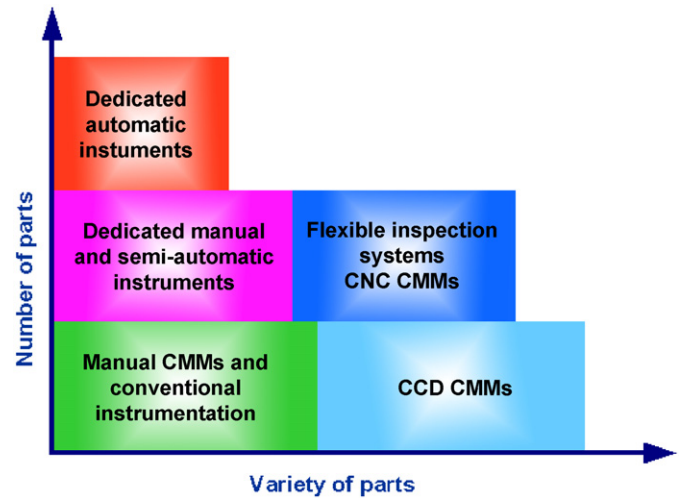 Number of parts
Dedicated
automatic
instuments
Dedicated manual
and semi-automatic
instruments
Flexible inspection
systems
CNC CMMs
Manual CMMs and
conventional
instrumentation
CCD CMMs
Variety of parts